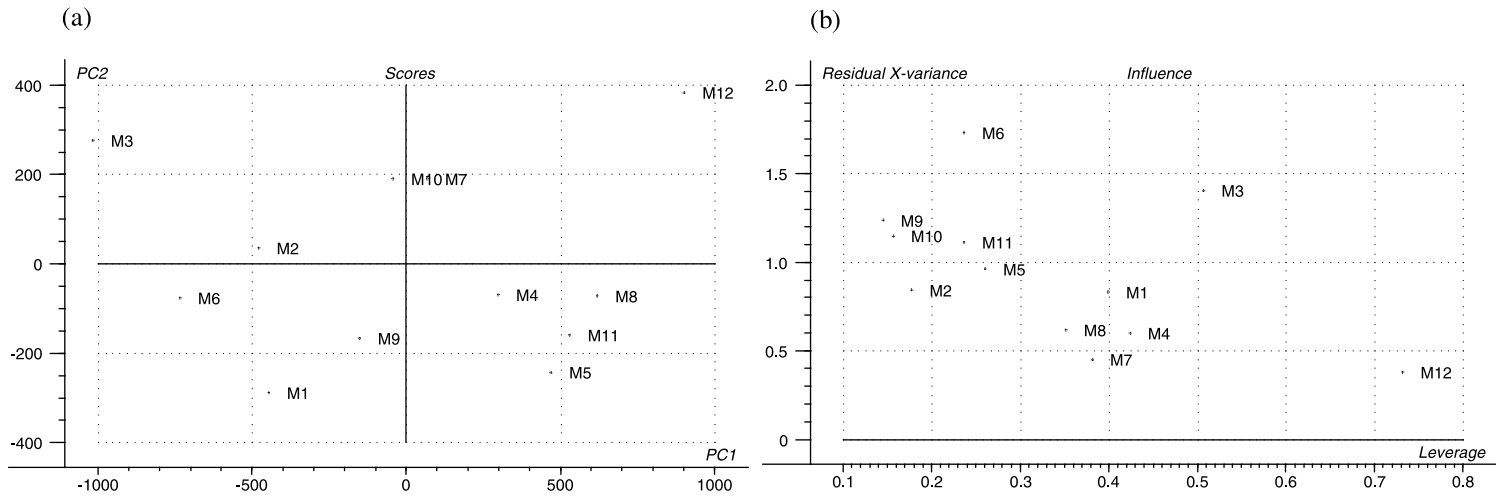 (a)
PC2 Scores
400
M12
M3
200
M10 M7
M2
0
M6
M4 M8
M9 M11
-200
M5
M1
-400
PC1
-1000 -500 0 500 1000
(b)
Residual X-variance Influence
2.0
M6
1.5
M3
M9
M10 M11
1.0
M5
M2 M1
M8 M4
0.5
M7
M12
0
Leverage
0.1 0.2 0.3 0.4 0.5 0.6 0.7 0.8